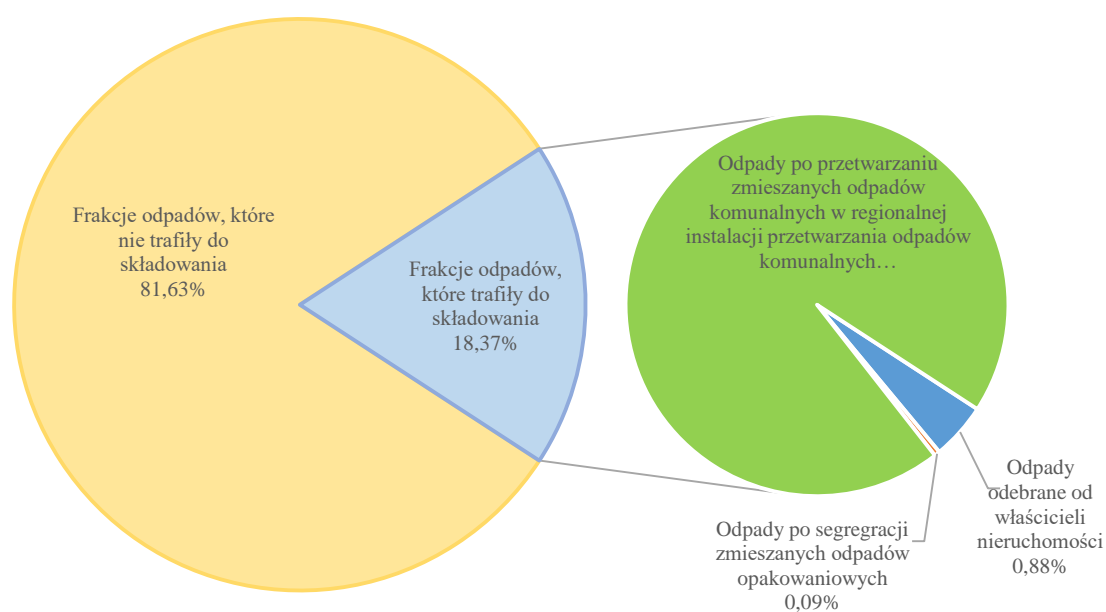 Frakcje odpadów, które
nie trafiły do
składowania
81,63%
Frakcje odpadów,
które trafiły do
składowania
18,37%
Odpady po przetwarzaniu
zmieszanych odpadów
komunalnych w regionalnej
instalacji przetwarzania odpadów
komunalnych…
Odpady
odebrane od
właścicieli
nieruchomości
0,88%
Odpady po segregracji
zmieszanych odpadów
opakowaniowych
0,09%